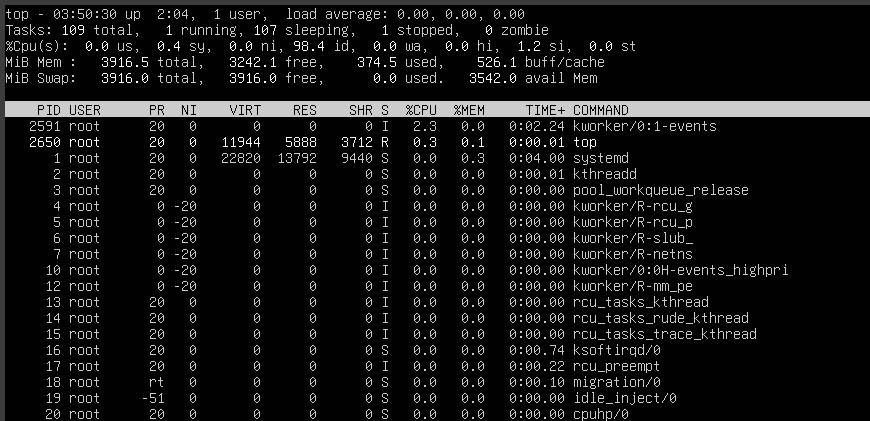 top - 03:50:30 up  2:04,  1 user,  load average: 0.00, 0.00, 0.00
Tasks: 109 total,   1 running, 107 sleeping,   1 stopped,   0 zombie
%Cpu(s):  0.0 us,  0.4 sy,  0.0 ni, 98.4 id,  0.0 wa,  0.0 hi,  1.2 si,  0.0 st
MiB Mem :   3916.5 total,   3242.1 free,    374.5 used,    526.1 buff/cache
MiB Swap:   3916.0 total,   3916.0 free,      0.0 used.   3542.0 avail Mem
PID USER      PR  NI    VIRT    RES    SHR S  %CPU  %MEM     TIME+ COMMAND
2591 root      20   0       0      0      0 I   2.3   0.0   0:02.24 kworker/0:1-events
2650 root      20   0   11944   5888   3712 R   0.3   0.1   0:00.01 top
1 root      20   0   22820  13792   9440 S   0.0   0.3   0:04.00 systemd
2 root      20   0       0      0      0 S   0.0   0.0   0:00.01 kthreadd
3 root      20   0       0      0      0 S   0.0   0.0   0:00.00 pool_workqueue_release
4 root       0 -20       0      0      0 I   0.0   0.0   0:00.00 kworker/R-rcu_g
5 root       0 -20       0      0      0 I   0.0   0.0   0:00.00 kworker/R-rcu_p
6 root       0 -20       0      0      0 I   0.0   0.0   0:00.00 kworker/R-slub_
7 root       0 -20       0      0      0 I   0.0   0.0   0:00.00 kworker/R-netns
10 root       0 -20       0      0      0 I   0.0   0.0   0:00.00 kworker/0:0H-events_highpri
12 root       0 -20       0      0      0 I   0.0   0.0   0:00.00 kworker/R-mm_pe
13 root      20   0       0      0      0 I   0.0   0.0   0:00.00 rcu_tasks_kthread
14 root      20   0       0      0      0 I   0.0   0.0   0:00.00 rcu_tasks_rude_kthread
15 root      20   0       0      0      0 I   0.0   0.0   0:00.00 rcu_tasks_trace_kthread
16 root      20   0       0      0      0 S   0.0   0.0   0:00.74 ksoftirqd/0
17 root      20   0       0      0      0 I   0.0   0.0   0:00.22 rcu_preempt
18 root      rt   0       0      0      0 S   0.0   0.0   0:00.10 migration/0
19 root     -51   0       0      0      0 S   0.0   0.0   0:00.00 idle_inject/0
20 root      20   0       0      0      0 S   0.0   0.0   0:00.00 cpuhp/0